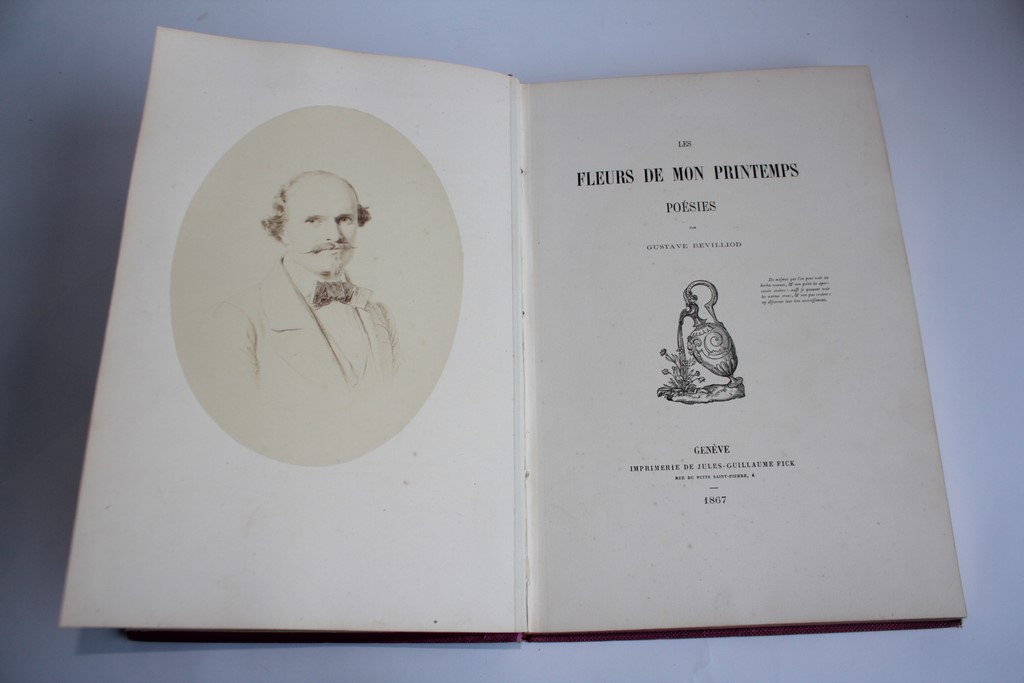 LES
FLEURS DE MON PRINTEMPS
POÉSIES
PAR
GUSTAVE REVILLIOD
GENÈVE
IMPRIMERIE DE JULES-GUILLAUME FICK
RUE DU PUITS SAINT-PIERRE, 4
1867